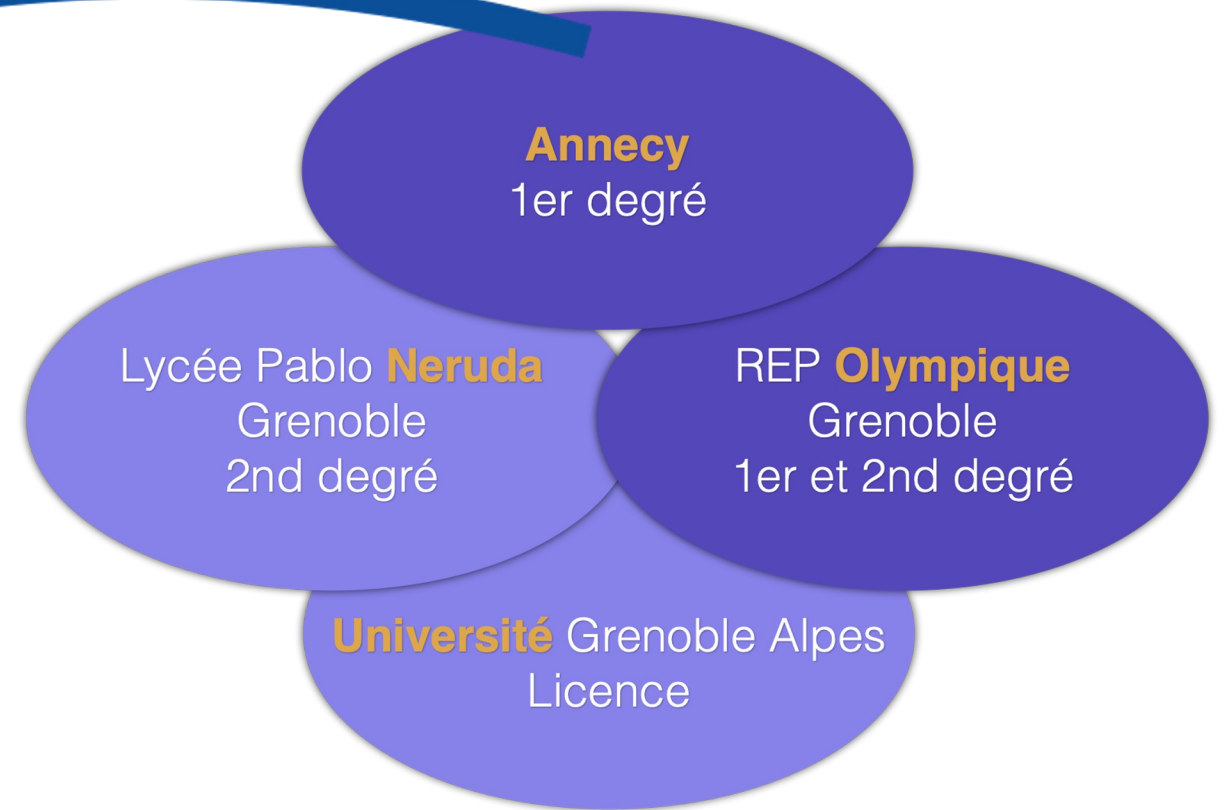 Annecy
1er degré
Lycée Pablo Neruda
Grenoble
2nd degré
REP Olympique
Grenoble
1er et 2nd degré
Université Grenoble Alpes
Licence